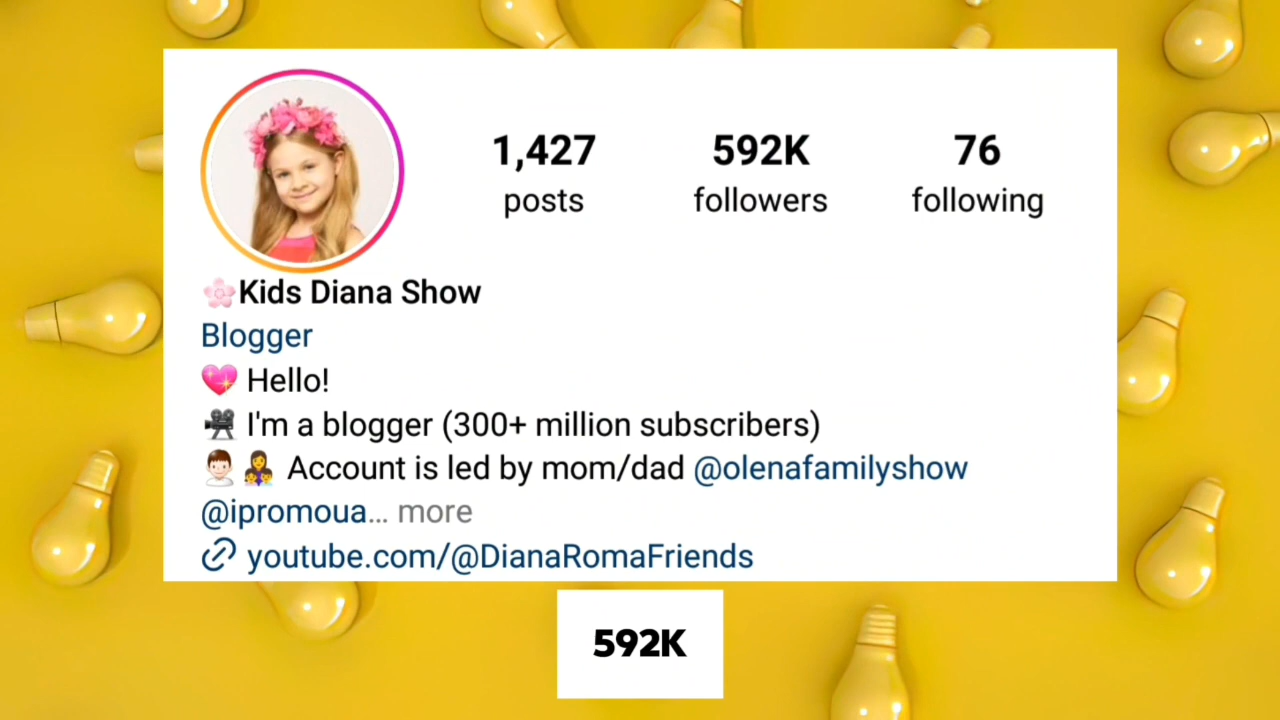 1,427 592K 76
posts followers following
🌸Kids Diana Show
Blogger
💖 Hello!
🎥 I'm a blogger (300+ million subscribers)
👨🏻👩‍👧‍👦 Account is led by mom/dad @olenafamilyshow
@ipromoua… more
youtube.com/@DianaRomaFriends
592K